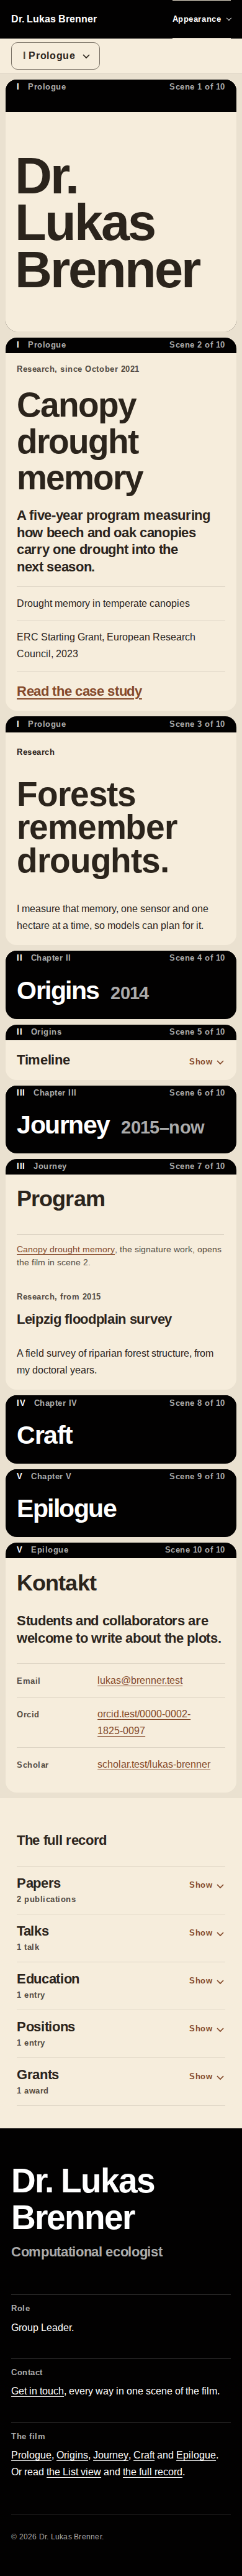 Dr. Lukas Brenner
Appearance
I Prologue
I Prologue Scene 1 of 10
Dr.
Lukas
Brenner
I Prologue Scene 2 of 10
Research, since October 2021
Canopy
drought
memory
A five-year program measuring
how beech and oak canopies
carry one drought into the
next season.
Drought memory in temperate canopies
ERC Starting Grant, European Research
Council, 2023
Read the case study
I Prologue Scene 3 of 10
Research
Forests
remember
droughts.
I measure that memory, one sensor and one
hectare at a time, so models can plan for it.
II Chapter II Scene 4 of 10
Origins 2014
II Origins Scene 5 of 10
Timeline Show
III Chapter III Scene 6 of 10
Journey 2015–now
III Journey Scene 7 of 10
Program
Canopy drought memory, the signature work, opens
the film in scene 2.
Research, from 2015
Leipzig floodplain survey
A field survey of riparian forest structure, from
my doctoral years.
IV Chapter IV Scene 8 of 10
Craft
V Chapter V Scene 9 of 10
Epilogue
V Epilogue Scene 10 of 10
Kontakt
Students and collaborators are
welcome to write about the plots.
Email lukas@brenner.test
Orcid orcid.test/0000-0002-
1825-0097
Scholar scholar.test/lukas-brenner
The full record
Papers Show
2 publications
Talks Show
1 talk
Education Show
1 entry
Positions Show
1 entry
Grants Show
1 award
Dr. Lukas
Brenner
Computational ecologist
Role
Group Leader.
Contact
Get in touch, every way in one scene of the film.
The film
Prologue, Origins, Journey, Craft and Epilogue.
Or read the List view and the full record.
© 2026 Dr. Lukas Brenner.